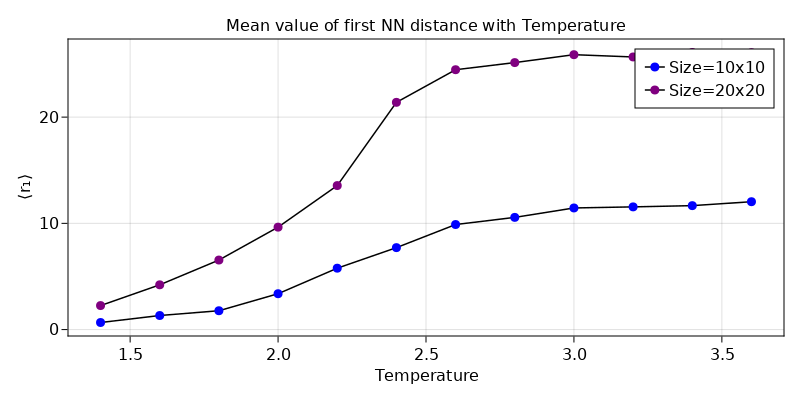 Mean value of first NN distance with Temperature
Size=10x10
Size=20x20
20
10
0
⟨r₁⟩
1.5 2.0 2.5 3.0 3.5
Temperature